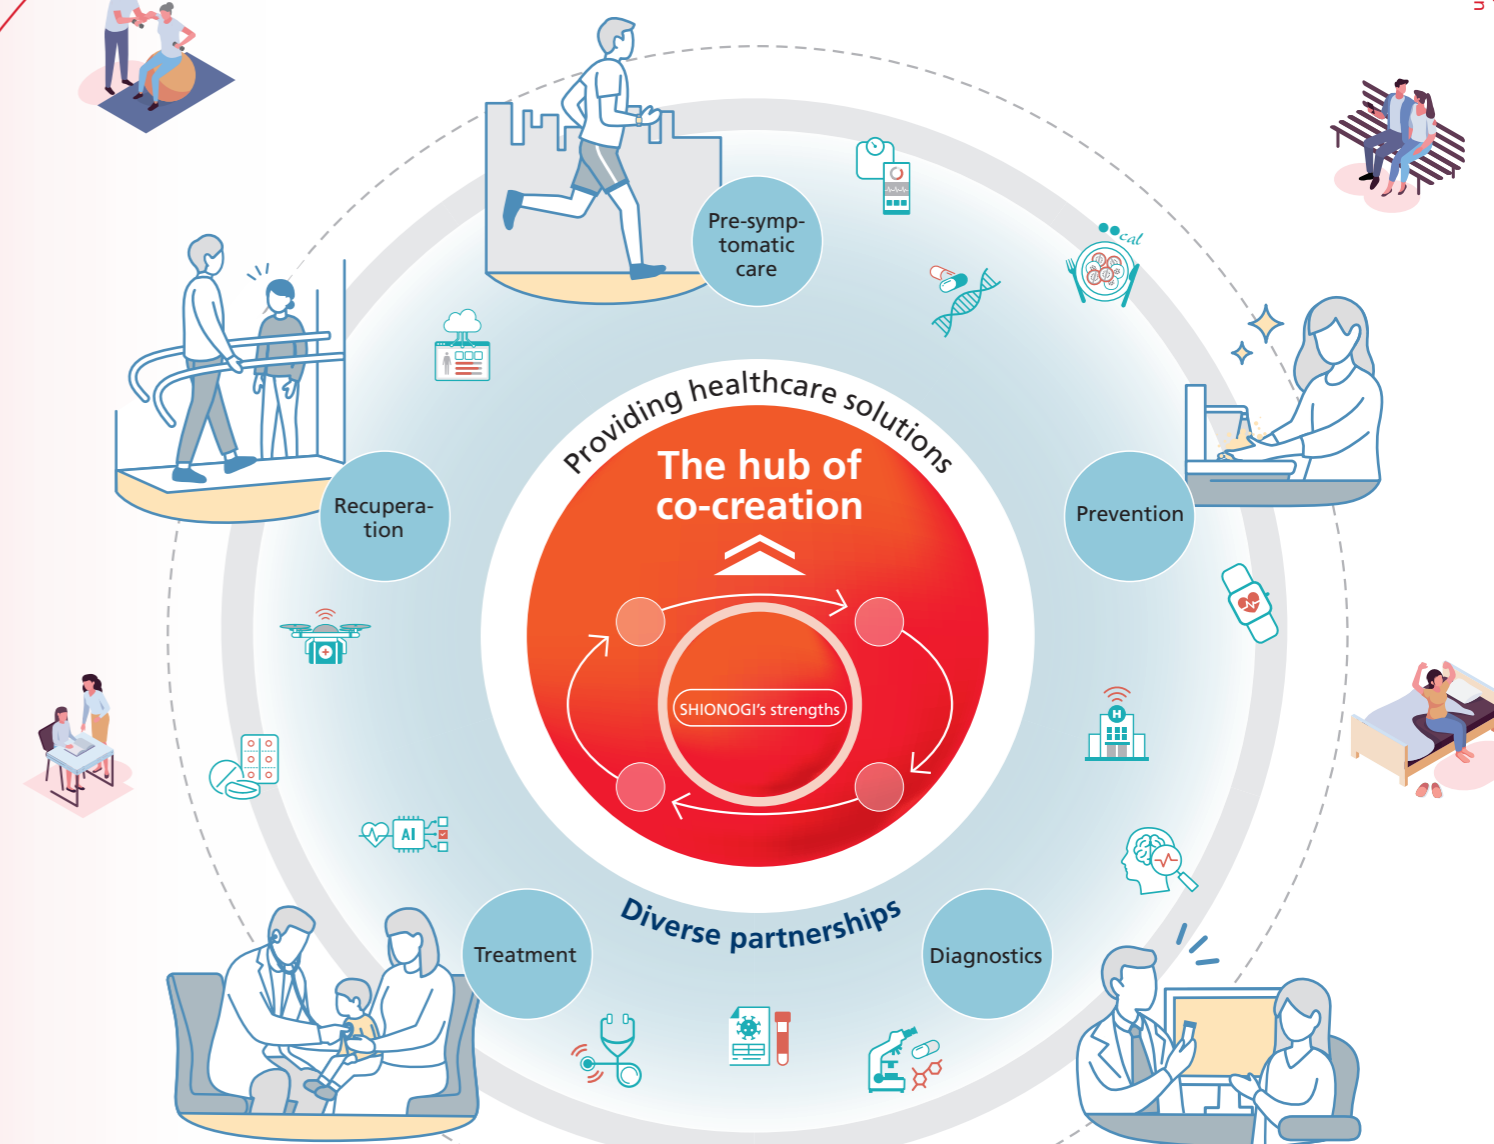 n
Pre-symp-
tomatic
care
cal
Providing healthcare solutions
The hub of
co-creation
Recupera-
tion
Prevention
SHIONOGI's strengths
H
AI
Diverse partnerships
Treatment
Diagnostics